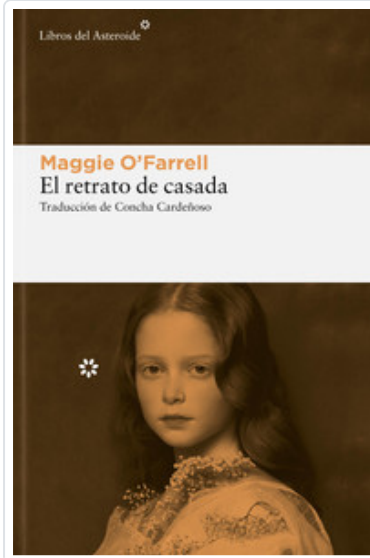 Libros del Asteroide
Maggie O'Farrell
El retrato de casada
Traducción de Concha Cardeñoso